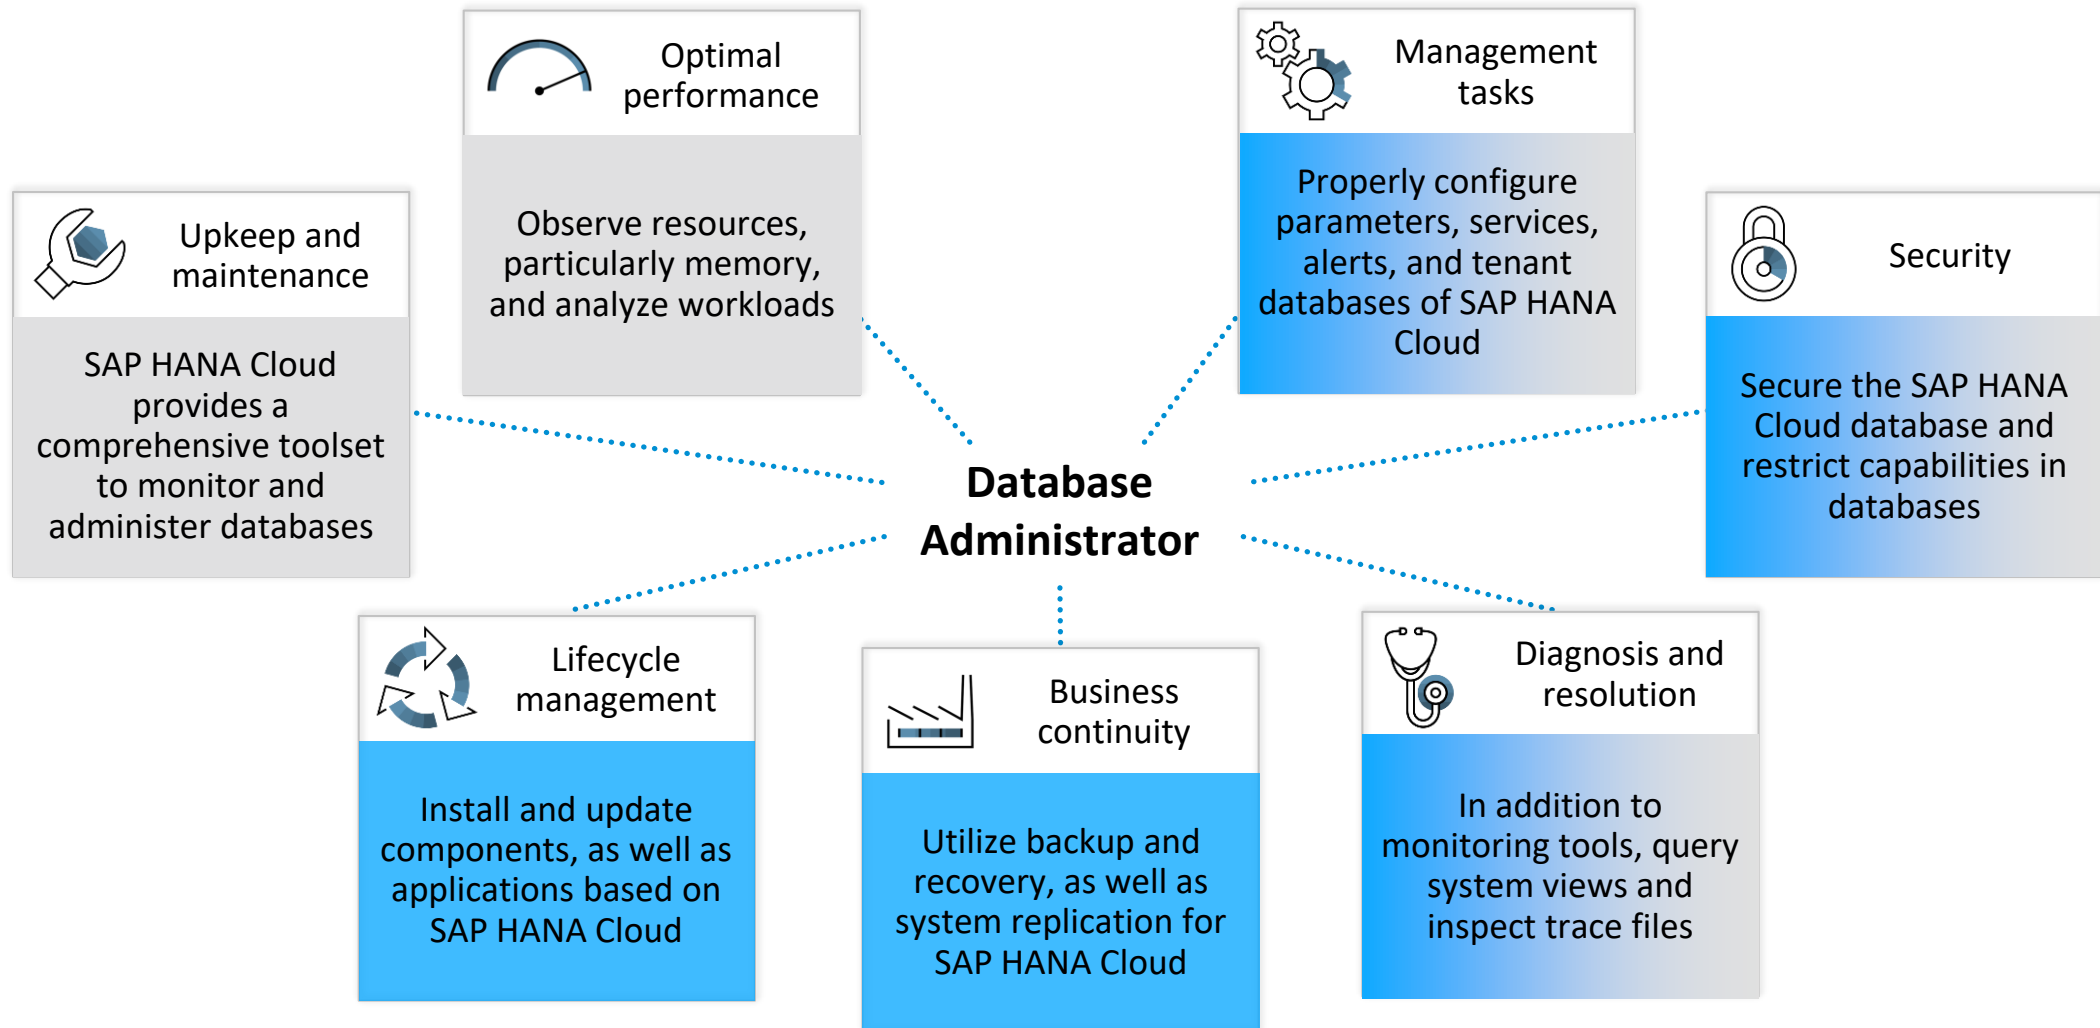 Optimal
performance
Observe resources,
particularly memory,
and analyze workloads
Management
tasks
Properly configure
parameters, services,
alerts, and tenant
databases of SAP HANA
Cloud
Upkeep and
maintenance
SAP HANA Cloud
provides a
comprehensive toolset
to monitor and
administer databases
Security
Secure the SAP HANA
Cloud database and
restrict capabilities in
databases
Database
Administrator
Lifecycle
management
Install and update
components, as well as
applications based on
SAP HANA Cloud
Business
continuity
Utilize backup and
recovery, as well as
system replication for
SAP HANA Cloud
Diagnosis and
resolution
In addition to
monitoring tools, query
system views and
inspect trace files